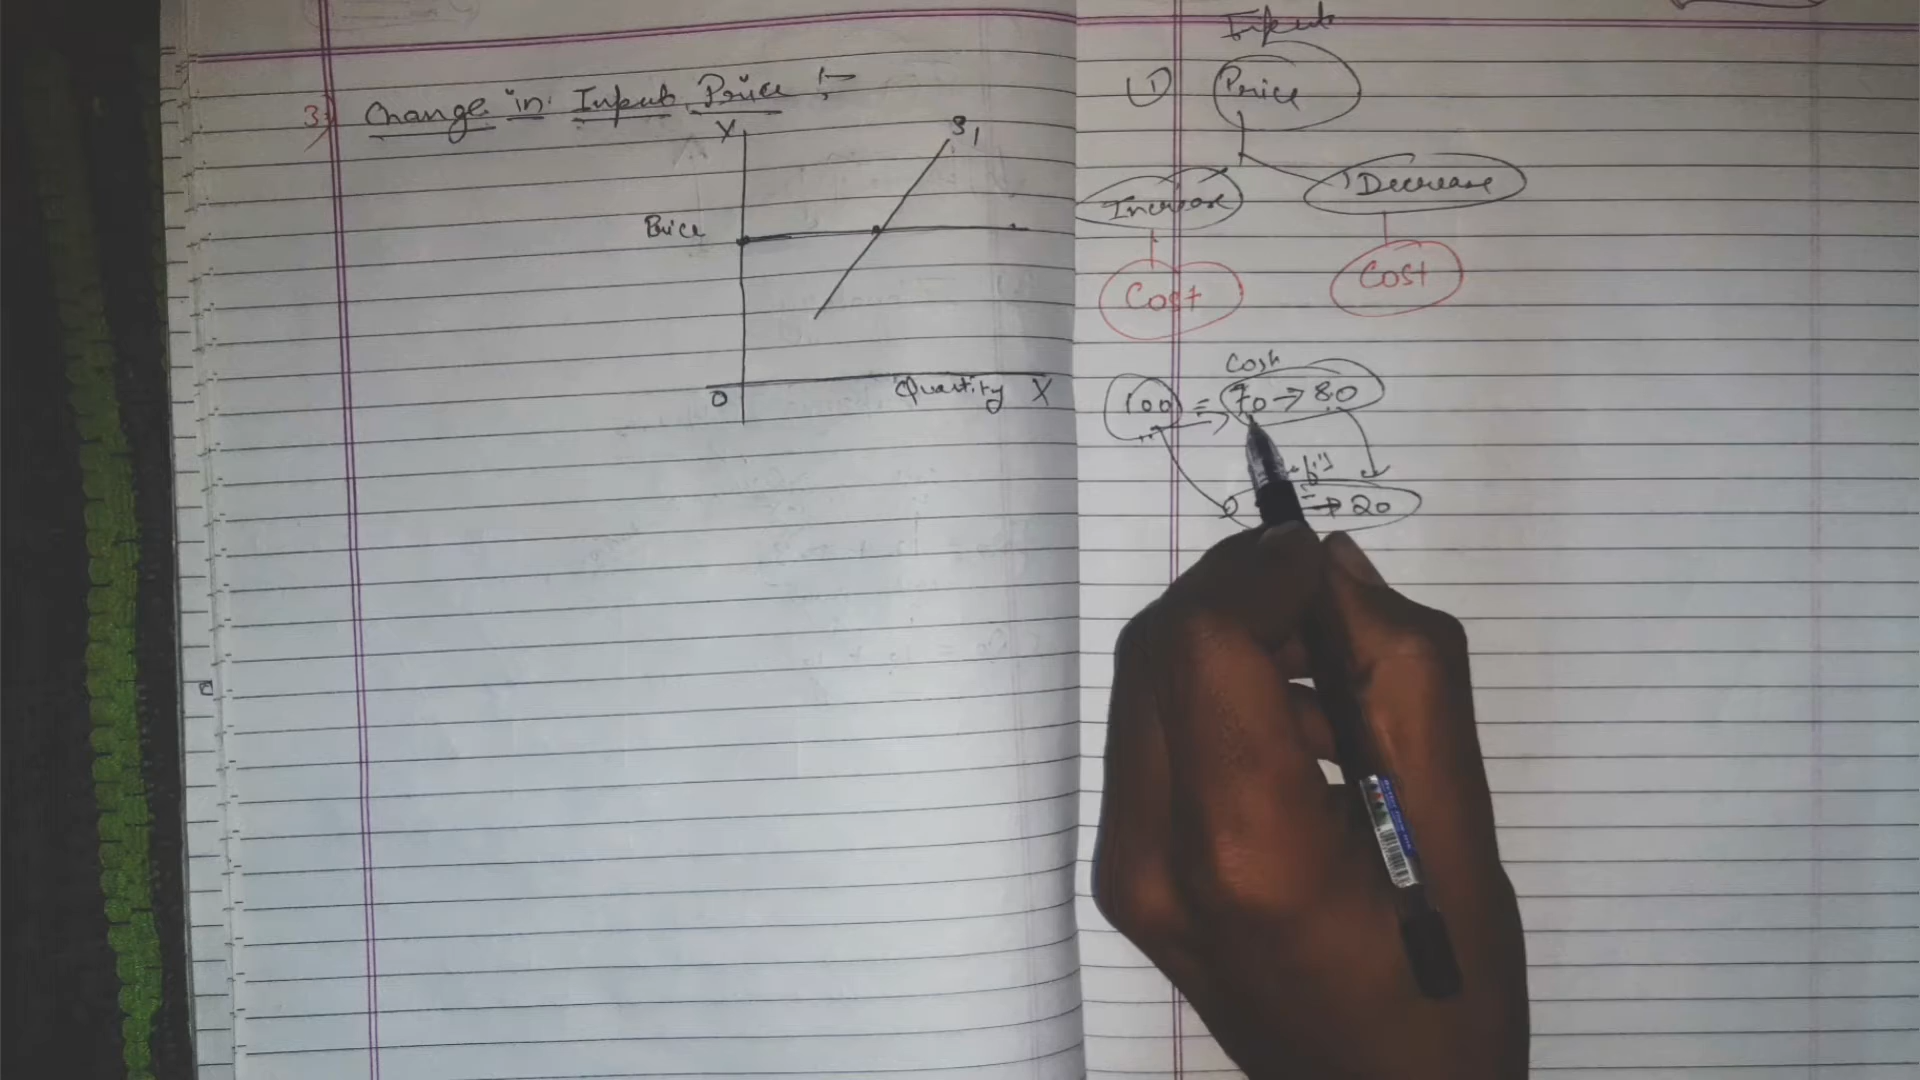 3) Change in Input Price :-
Y
S1
Price
O
Quantity X
Input
① Price
Increase
Decrease
Cost
Cost
Cost
100 = 70 → 80
→ 20